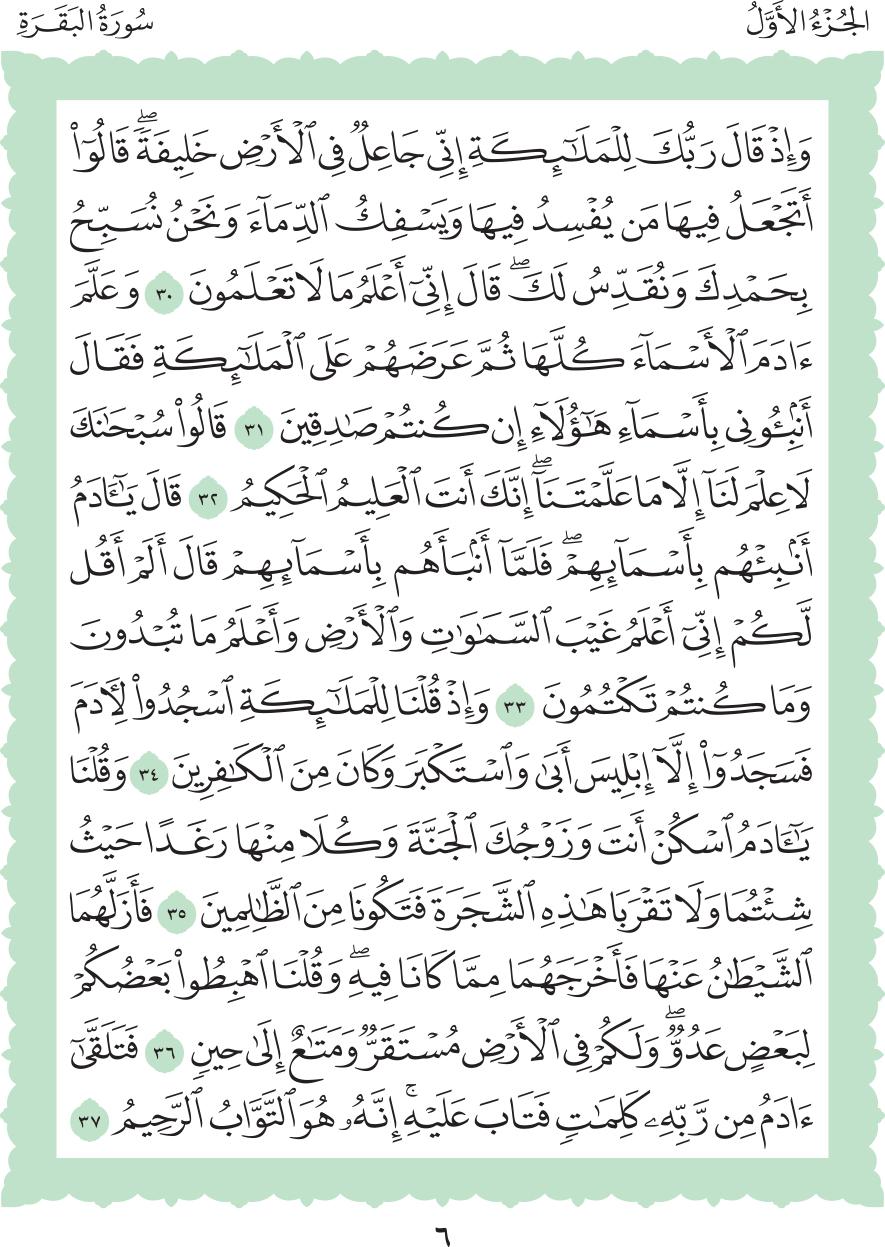 الجُزْءُ الأَوَّلُ
سُورَةُ البَقَرَةِ
وَإِذْ قَالَ رَبُّكَ لِلْمَلَـٰٓئِكَةِ إِنِّي جَاعِلٌۭ فِي ٱلْأَرْضِ خَلِيفَةًۭ ۖ قَالُوٓا۟
أَتَجْعَلُ فِيهَا مَن يُفْسِدُ فِيهَا وَيَسْفِكُ ٱلدِّمَآءَ وَنَحْنُ نُسَبِّحُ
بِحَمْدِكَ وَنُقَدِّسُ لَكَ ۖ قَالَ إِنِّىٓ أَعْلَمُ مَا لَا تَعْلَمُونَ ٣٠ وَعَلَّمَ
ءَادَمَ ٱلْأَسْمَآءَ كُلَّهَا ثُمَّ عَرَضَهُمْ عَلَى ٱلْمَلَـٰٓئِكَةِ فَقَالَ
أَنۢبِـُٔونِى بِأَسْمَآءِ هَـٰٓؤُلَآءِ إِن كُنتُمْ صَـٰدِقِينَ ٣١ قَالُوا۟ سُبْحَـٰنَكَ
لَا عِلْمَ لَنَآ إِلَّا مَا عَلَّمْتَنَآ ۖ إِنَّكَ أَنتَ ٱلْعَلِيمُ ٱلْحَكِيمُ ٣٢ قَالَ يَـٰٓـَٔادَمُ
أَنۢبِئْهُم بِأَسْمَآئِهِمْ ۖ فَلَمَّآ أَنۢبَأَهُم بِأَسْمَآئِهِمْ قَالَ أَلَمْ أَقُل
لَّكُمْ إِنِّىٓ أَعْلَمُ غَيْبَ ٱلسَّمَـٰوَٰتِ وَٱلْأَرْضِ وَأَعْلَمُ مَا تُبْدُونَ
وَمَا كُنتُمْ تَكْتُمُونَ ٣٣ وَإِذْ قُلْنَا لِلْمَلَـٰٓئِكَةِ ٱسْجُدُوا۟ لِـَٔادَمَ
فَسَجَدُوٓا۟ إِلَّآ إِبْلِيسَ أَبَىٰ وَٱسْتَكْبَرَ وَكَانَ مِنَ ٱلْكَـٰفِرِينَ ٣٤ وَقُلْنَا
يَـٰٓـَٔادَمُ ٱسْكُنْ أَنتَ وَزَوْجُكَ ٱلْجَنَّةَ وَكُلَا مِنْهَا رَغَدًا حَيْثُ
شِئْتُمَا وَلَا تَقْرَبَا هَـٰذِهِ ٱلشَّجَرَةَ فَتَكُونَا مِنَ ٱلظَّـٰلِمِينَ ٣٥ فَأَزَلَّهُمَا
ٱلشَّيْطَـٰنُ عَنْهَا فَأَخْرَجَهُمَا مِمَّا كَانَا فِيهِ ۖ وَقُلْنَا ٱهْبِطُوا۟ بَعْضُكُمْ
لِبَعْضٍ عَدُوٌّۭ ۖ وَلَكُمْ فِى ٱلْأَرْضِ مُسْتَقَرٌّۭ وَمَتَـٰعٌ إِلَىٰ حِينٍۢ ٣٦ فَتَلَقَّىٰٓ
ءَادَمُ مِن رَّبِّهِۦ كَلِمَـٰتٍۢ فَتَابَ عَلَيْهِ ۚ إِنَّهُۥ هُوَ ٱلتَّوَّابُ ٱلرَّحِيمُ ٣٧
٦